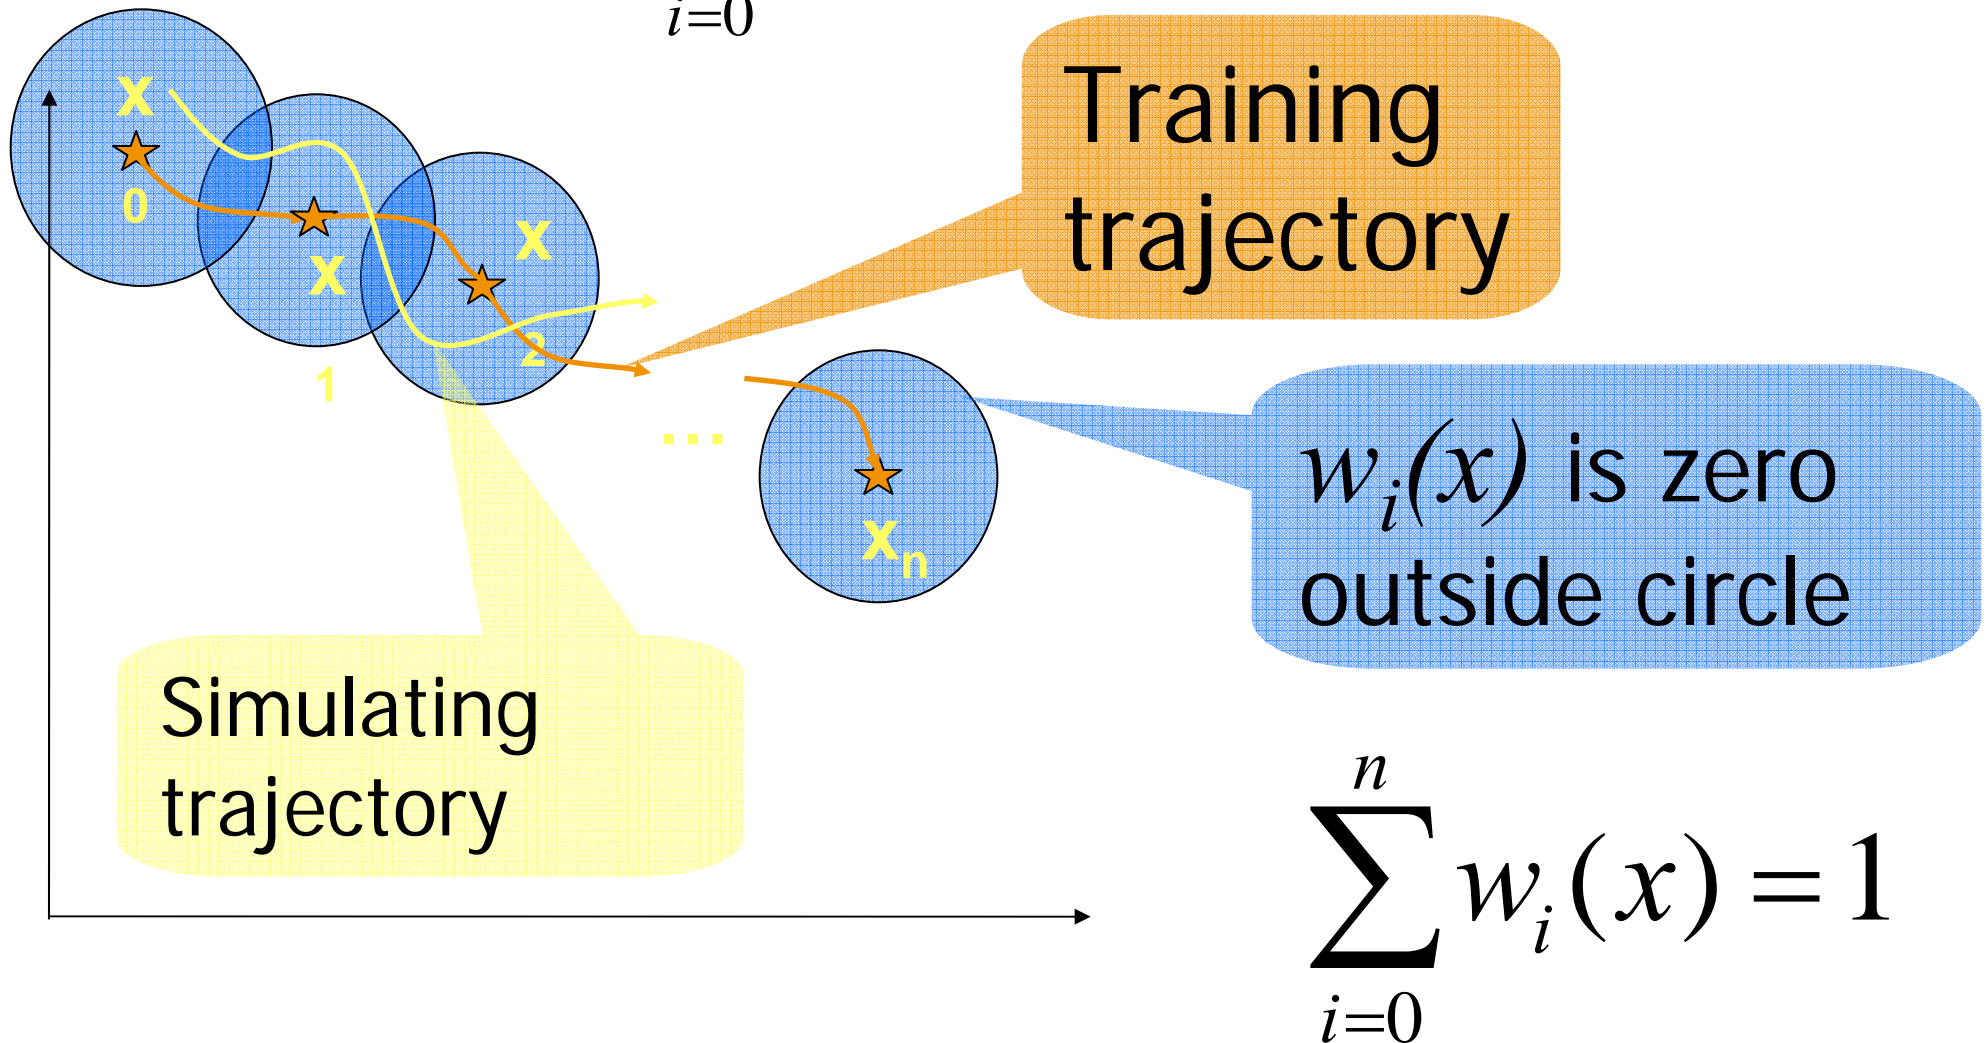 i=0
x
0
x
1
x
2
...
xₙ
Training
trajectory
wᵢ(x) is zero
outside circle
Simulating
trajectory
n
∑ wᵢ(x) = 1
i=0